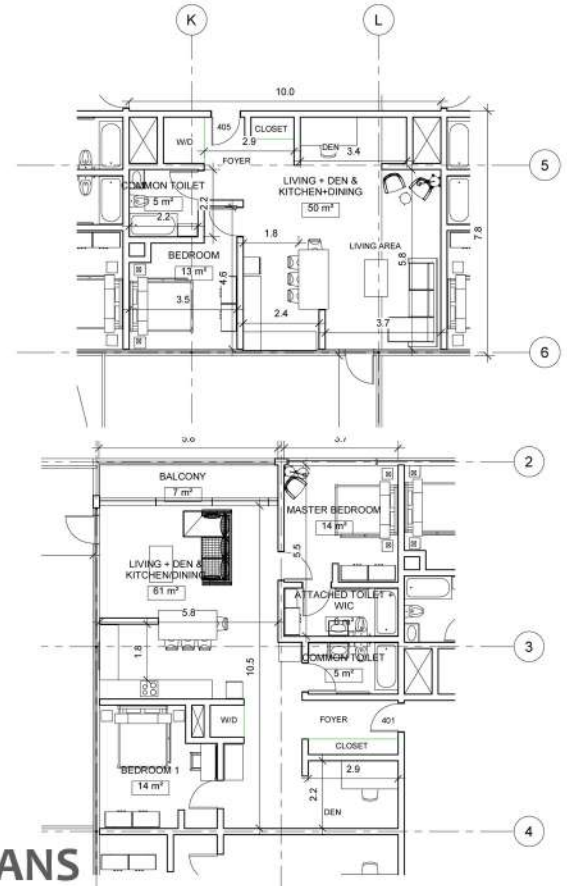 K
L
10.0
405
CLOSET
W/D
2.9
DEN
3.4
FOYER
5
LIVING + DEN &
KITCHEN+DINING
50 m²
COMMON TOILET
5 m²
2.2
2.2
1.8
LIVING AREA
5.8
7.8
BEDROOM
13 m²
4.6
3.5
2.4
3.7
6
5.8
3.7
2
BALCONY
7 m²
MASTER BEDROOM
14 m²
5.5
LIVING + DEN &
KITCHEN/DINING
61 m²
ATTACHED TOILET +
WIC
6 m²
5.8
3
COMMON TOILET
5 m²
1.8
10.5
W/D
FOYER
401
CLOSET
BEDROOM 1
14 m²
2.9
2.2
DEN
4
ANS